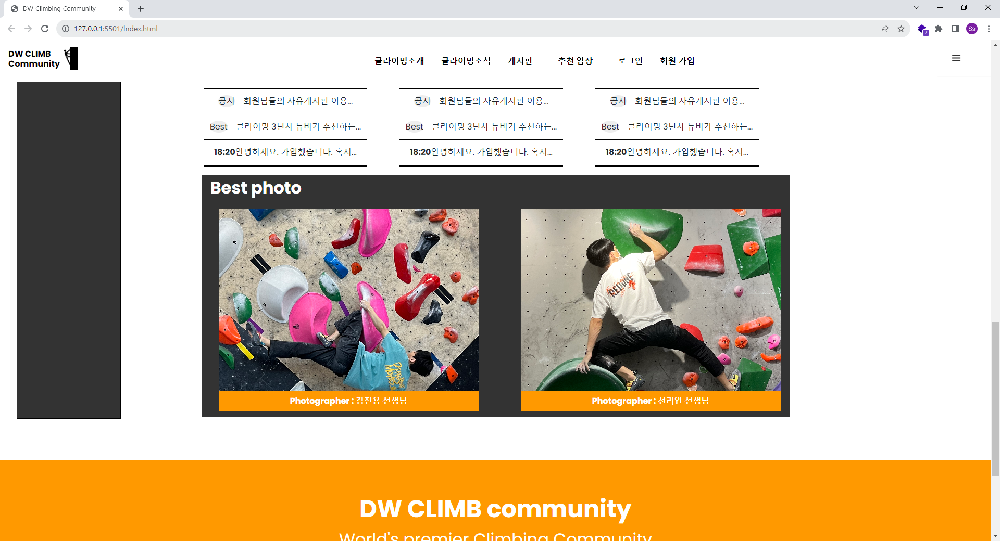 DW Climbing Community
127.0.0.1:5501/Index.html
7
Ss
DW CLIMB
Community
클라이밍소개 클라이밍소식 게시판 추천 암장 로그인 회원 가입
공지 회원님들의 자유게시판 이용...
Best 클라이밍 3년차 뉴비가 추천하는...
18:20안녕하세요. 가입했습니다. 혹시...
공지 회원님들의 자유게시판 이용...
Best 클라이밍 3년차 뉴비가 추천하는...
18:20안녕하세요. 가입했습니다. 혹시...
공지 회원님들의 자유게시판 이용...
Best 클라이밍 3년차 뉴비가 추천하는...
18:20안녕하세요. 가입했습니다. 혹시...
Best photo
DIFFERENT
MOVES
REDONE
Photographer : 김진용 선생님
Photographer : 천리안 선생님
DW CLIMB community
World's premier Climbing Community